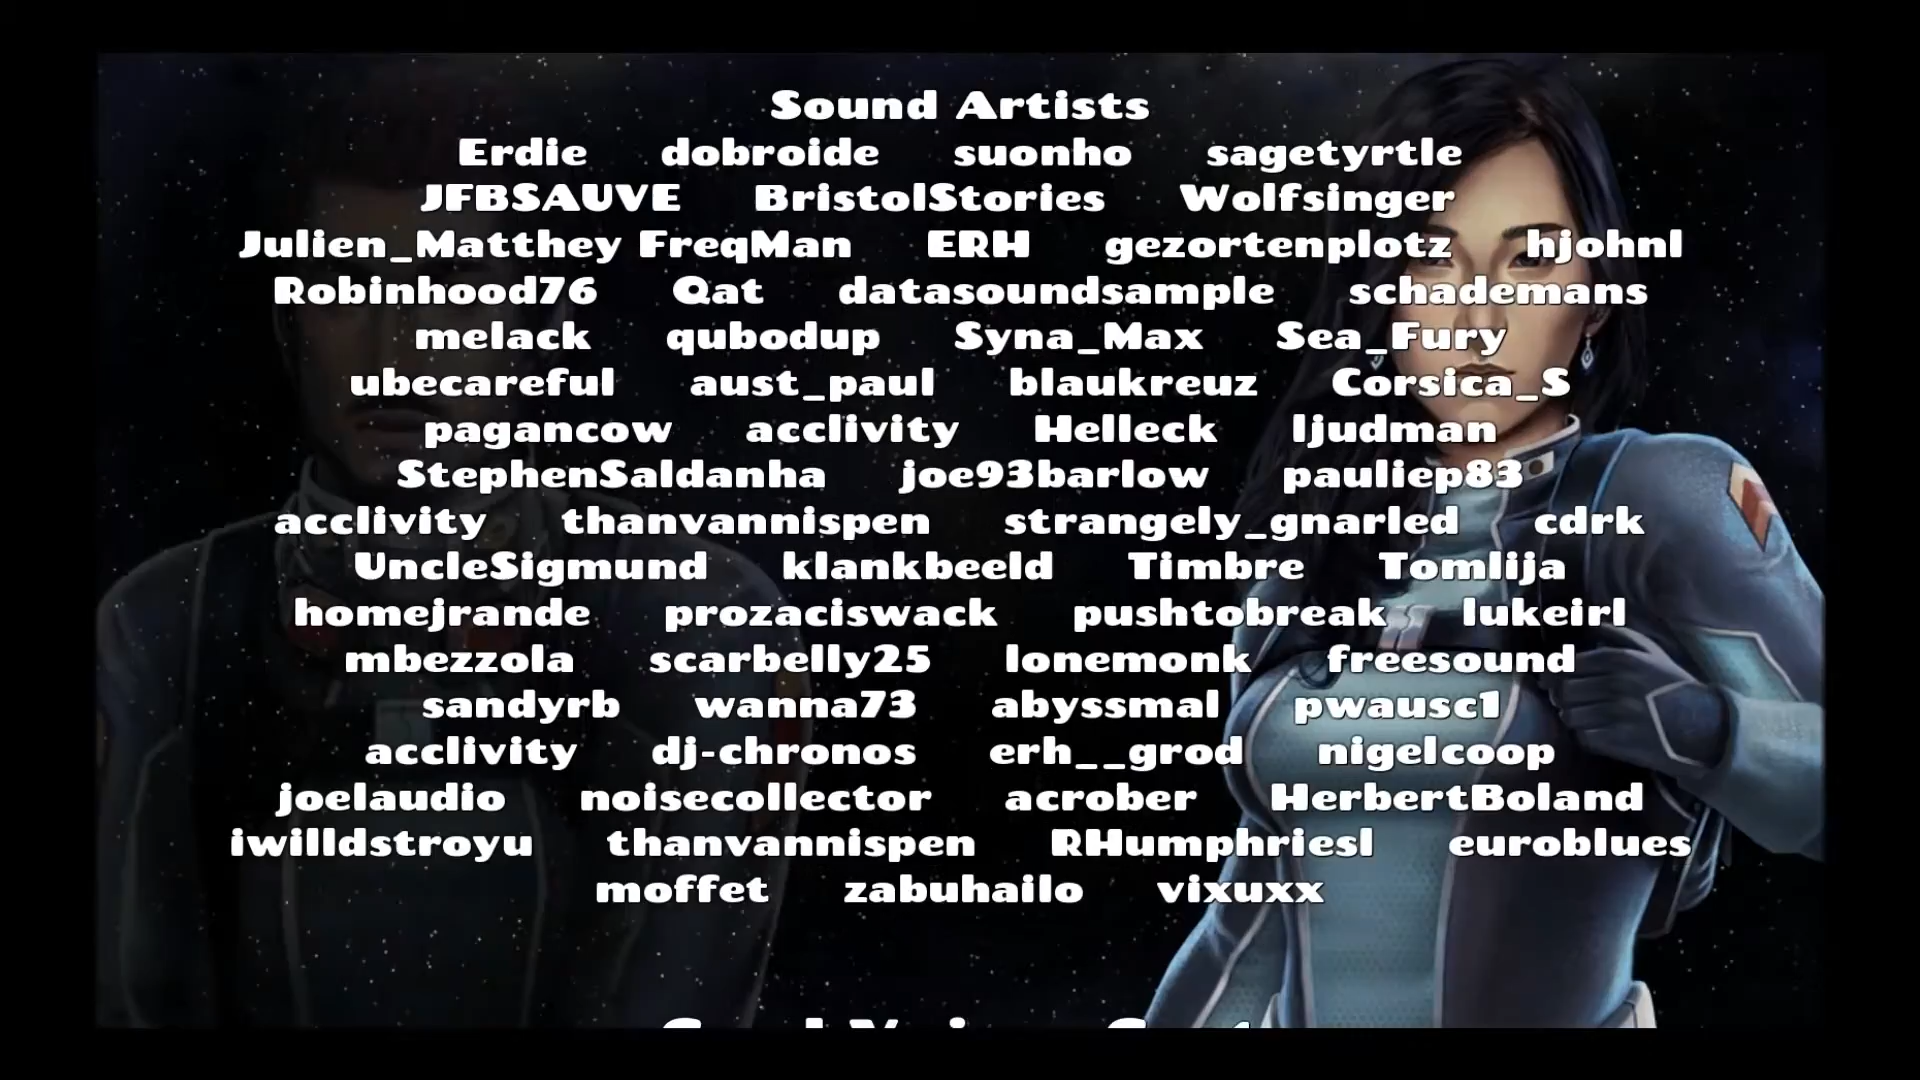 Sound Artists
Erdie dobroide suonho sagetyrtle
JFBSAUVE BristolStories Wolfsinger
Julien_Matthey FreqMan ERH gezortenplotz hjohnl
Robinhood76 Qat datasoundsample schademans
melack qubodup Syna_Max Sea_Fury
ubecareful aust_paul blaukreuz Corsica_S
pagancow acclivity Helleck ljudman
StephenSaldanha joe93barlow pauliep83
acclivity thanvannispen strangely_gnarled cdrk
UncleSigmund klankbeeld Timbre Tomlija
homejrande prozaciswack pushtobreak lukeirl
mbezzola scarbelly25 lonemonk freesound
sandyrb wanna73 abyssmal pwausc1
acclivity dj-chronos erh__grod nigelcoop
joelaudio noisecollector acrober HerbertBoland
iwilldstroyu thanvannispen RHumphriesl euroblues
moffet zabuhailo vixuxx